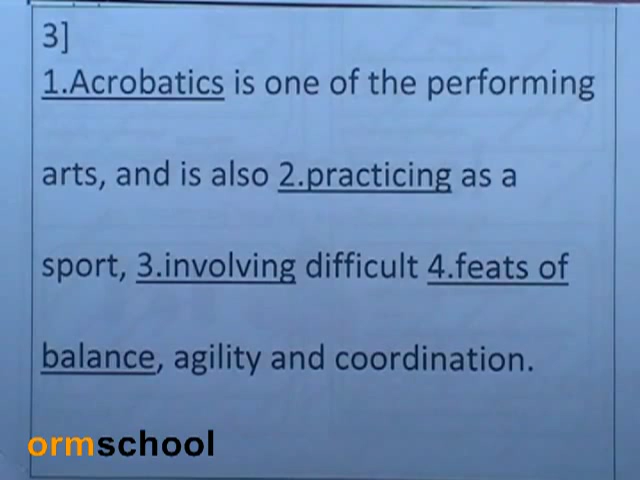 3]
1.Acrobatics is one of the performing
arts, and is also 2.practicing as a
sport, 3.involving difficult 4.feats of
balance, agility and coordination.
ormschool